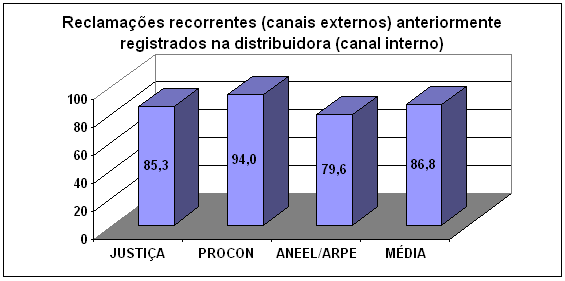 Reclamações recorrentes (canais externos) anteriormente
registrados na distribuidora (canal interno)
100
80
60
40
20
0
85,3
94,0
79,6
86,8
JUSTIÇA
PROCON
ANEEL/ARPE
MÉDIA